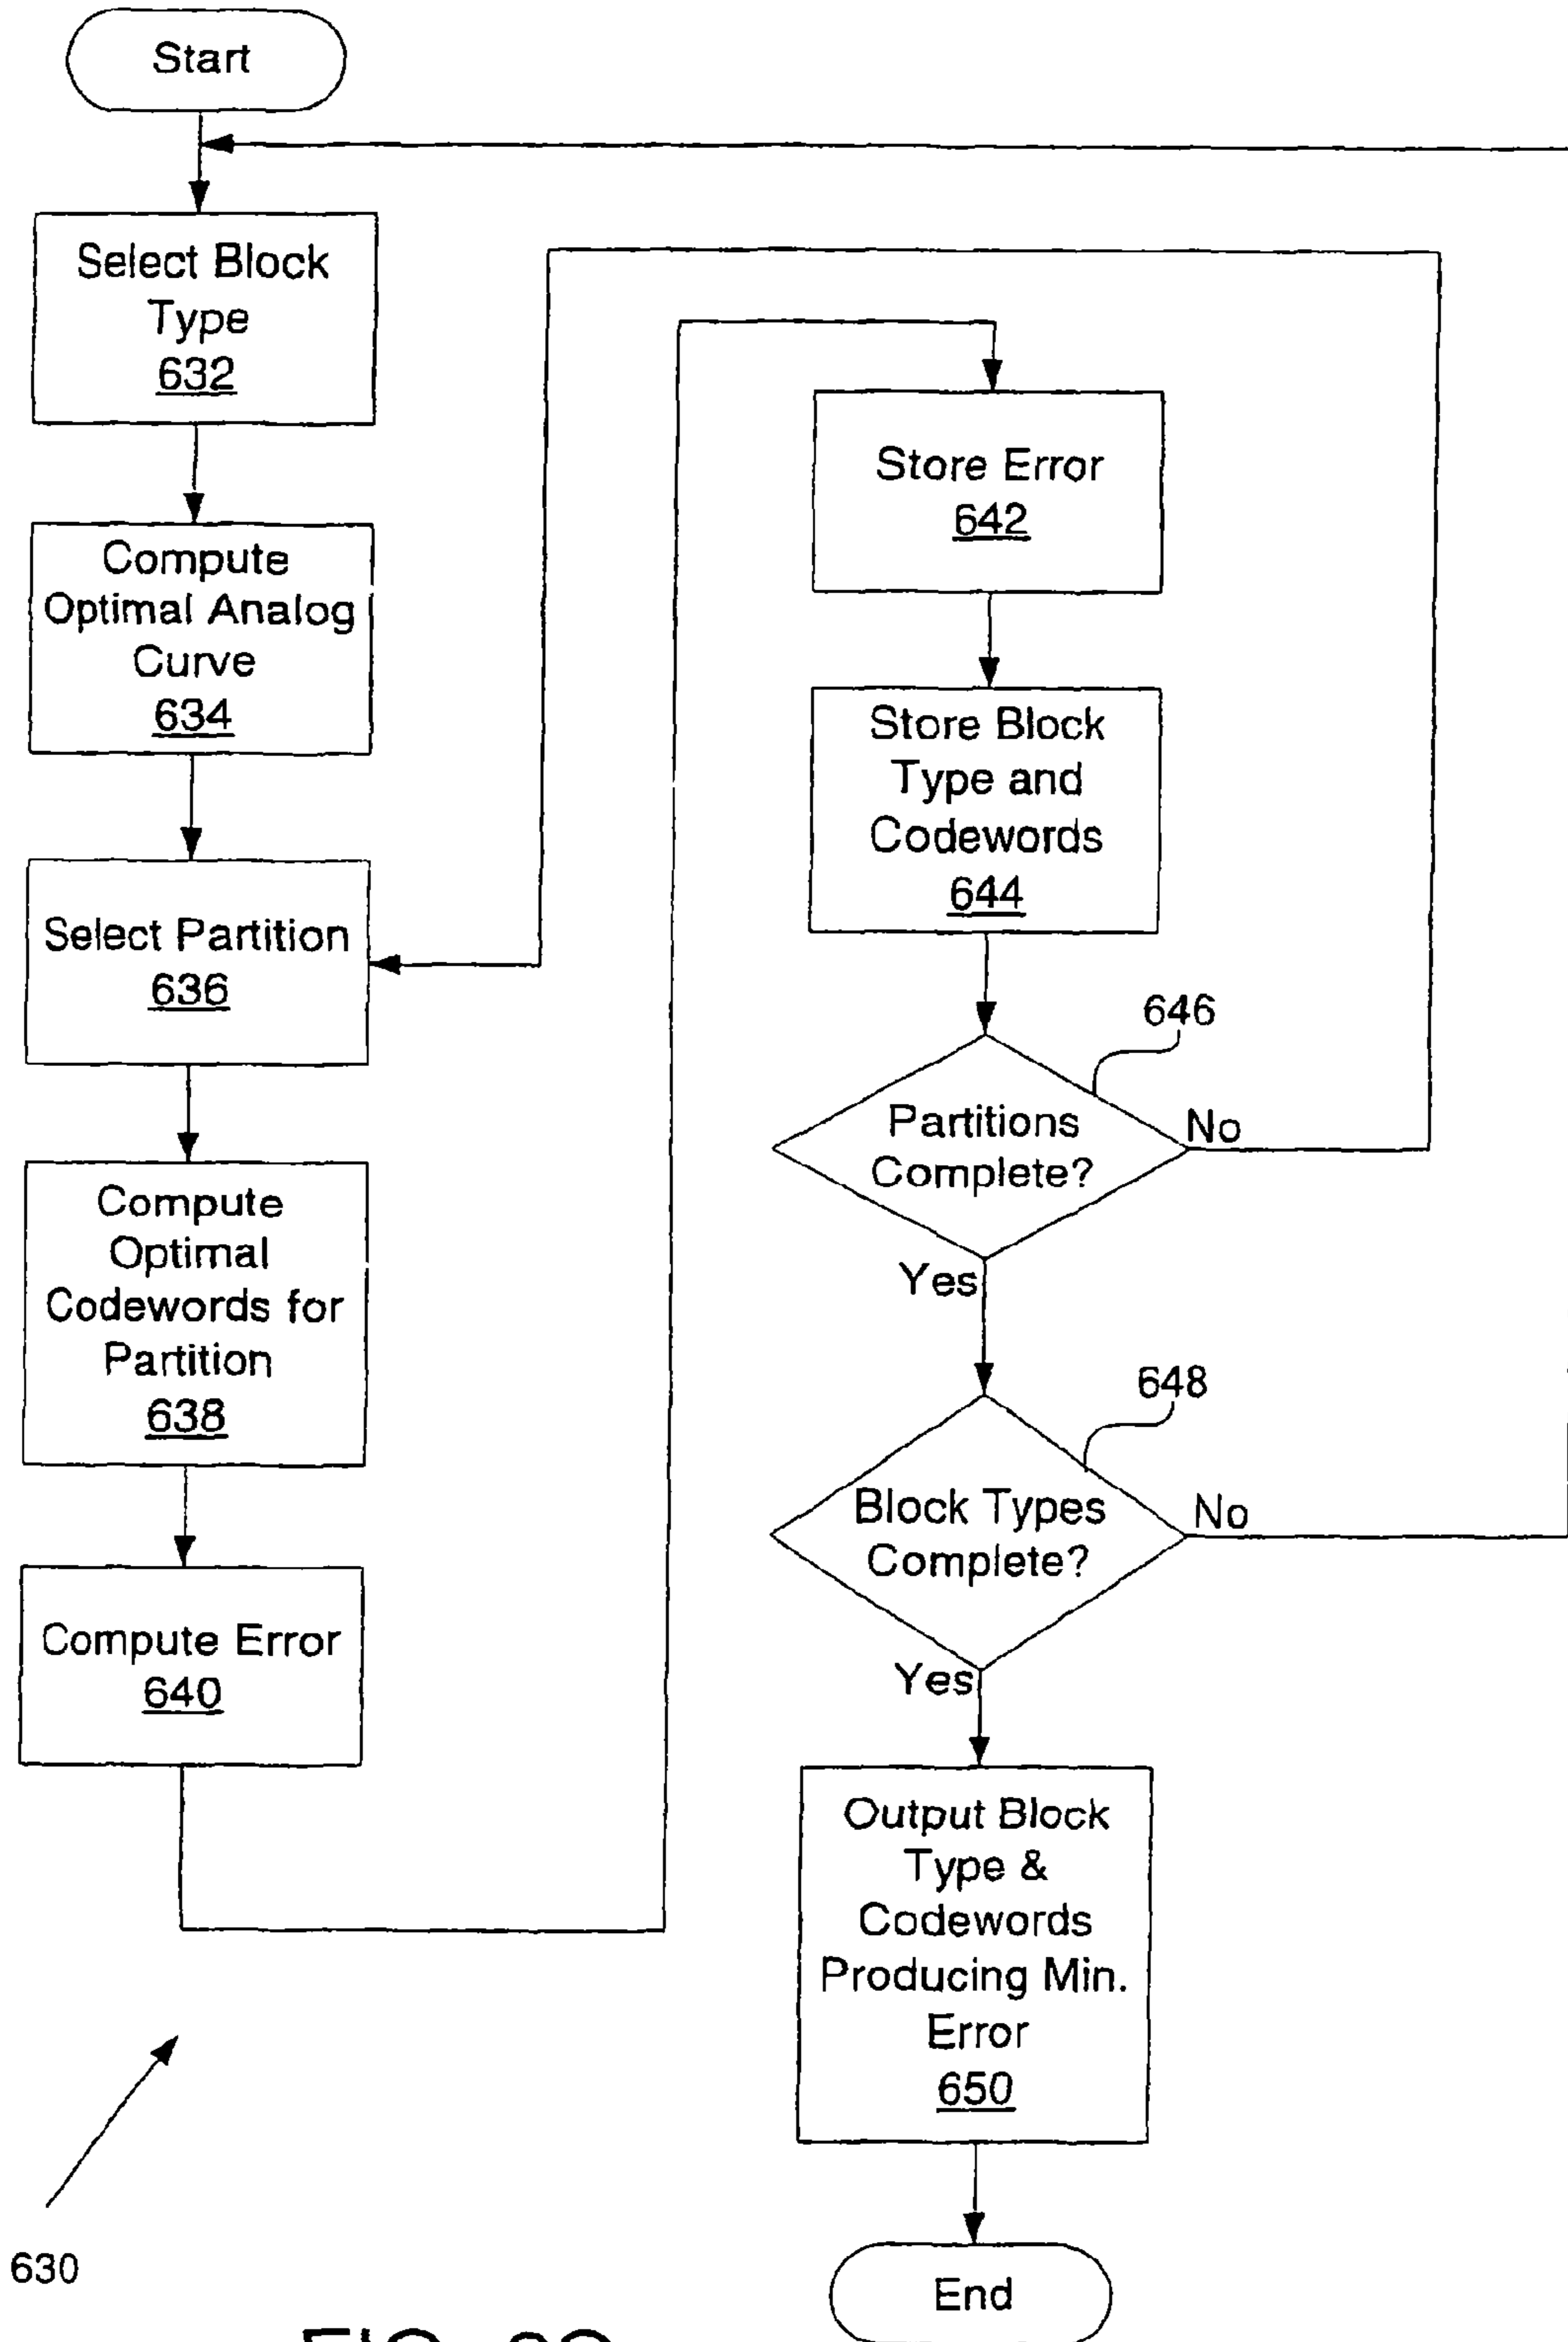 Start
Select Block
Type
632
Compute
Optimal Analog
Curve
634
Select Partition
636
Compute
Optimal
Codewords for
Partition
638
Compute Error
640
Store Error
642
Store Block
Type and
Codewords
644
646
Partitions
Complete?
No
Yes
648
Block Types
Complete?
No
Yes
Output Block
Type &
Codewords
Producing Min.
Error
650
End
630